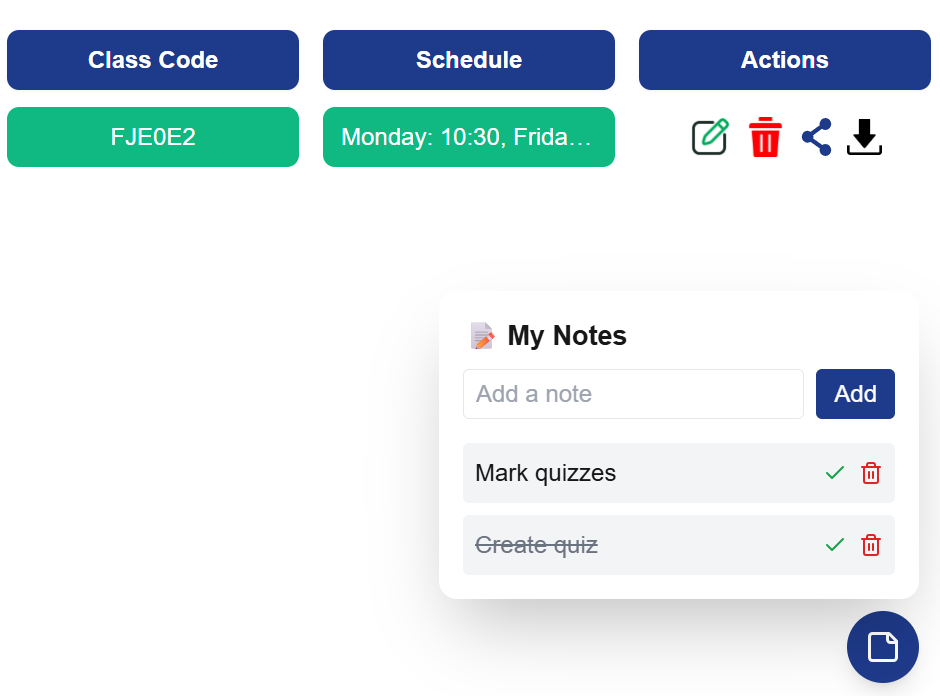 Class Code Schedule Actions
FJE0E2 Monday: 10:30, Frida…
My Notes
Add a note Add
Mark quizzes
Create quiz